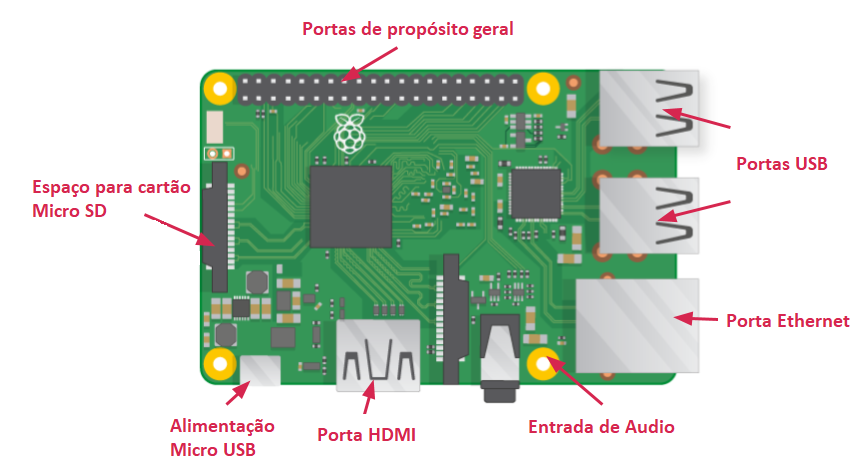 Portas de propósito geral
Portas USB
Espaço para cartão
Micro SD
Porta Ethernet
Alimentação
Micro USB
Porta HDMI
Entrada de Audio